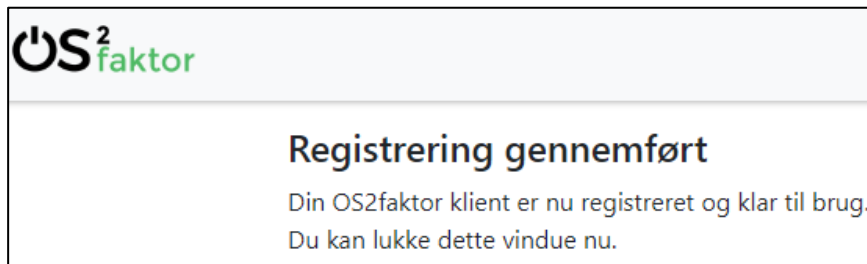 OS2faktor
Registrering gennemført
Din OS2faktor klient er nu registreret og klar til brug.
Du kan lukke dette vindue nu.